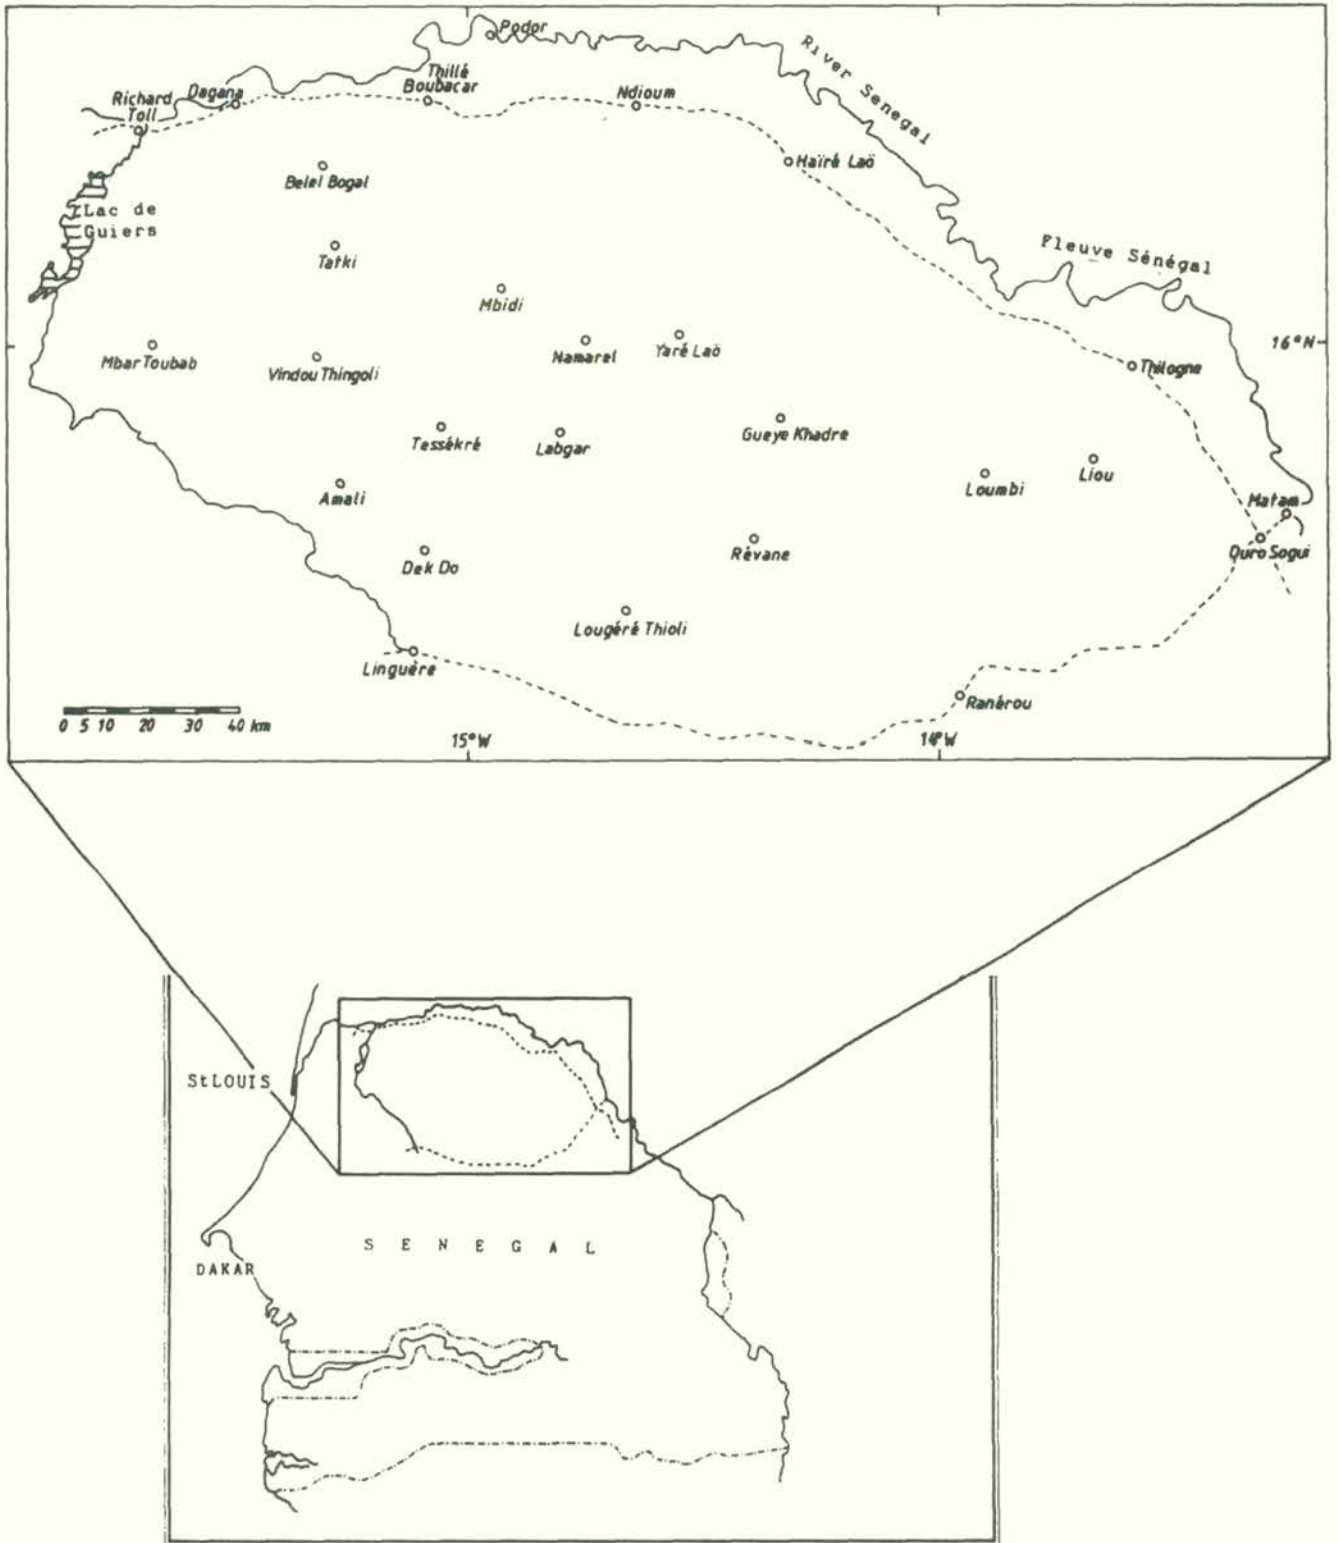 Podor
River Senegal
Thillé
Boubacar
Dagana
Richard
Toll
Ndioum
Haïré Laö
Belel Bogal
Lac de
Guiers
Fleuve Sénégal
Tatki
Mbidi
16°N
Mbar Toubab
Vindou Thingoli
Namarel
Yaré Laö
Thilogne
Tessékré
Labgar
Gueye Khadre
Loumbi
Liou
Amali
Matam
Dek Do
Révane
Ouro Sogui
Lougéré Thioli
Linguère
Ranérou
0 5 10 20 30 40 km
15°W
14°W
StLOUIS
SENEGAL
DAKAR